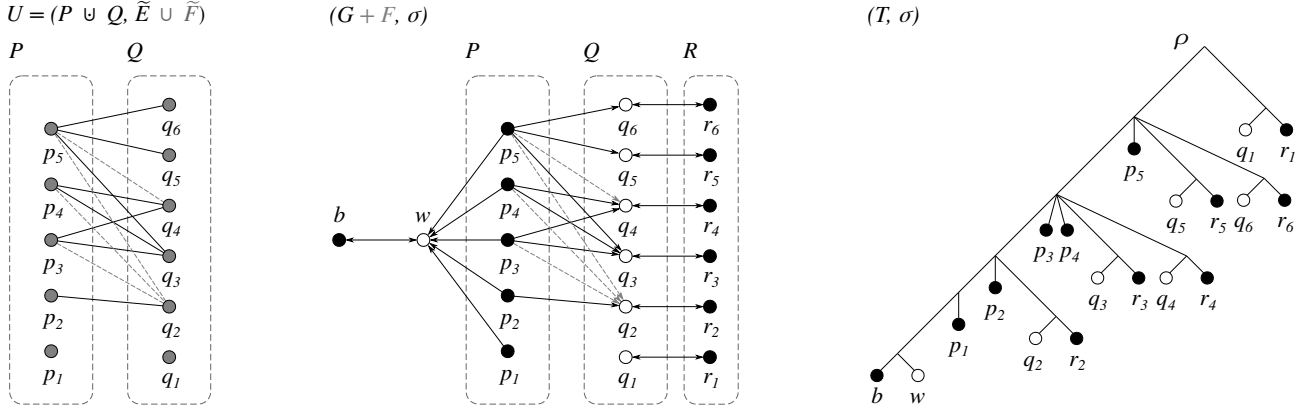 U = (P ⊍ Q, Ẽ ∪ F̃)
P Q
q6
p5
q5
p4
q4
p3
q3
p2
q2
p1
q1
(G + F, σ)
P Q R
b w
p5
p4
p3
p2
p1
q6
q5
q4
q3
q2
q1
r6
r5
r4
r3
r2
r1
(T, σ)
ρ
q1 r1
p5
q5 r5 q6 r6
p3 p4
q3 r3 q4 r4
p2
p1
q2 r2
b w